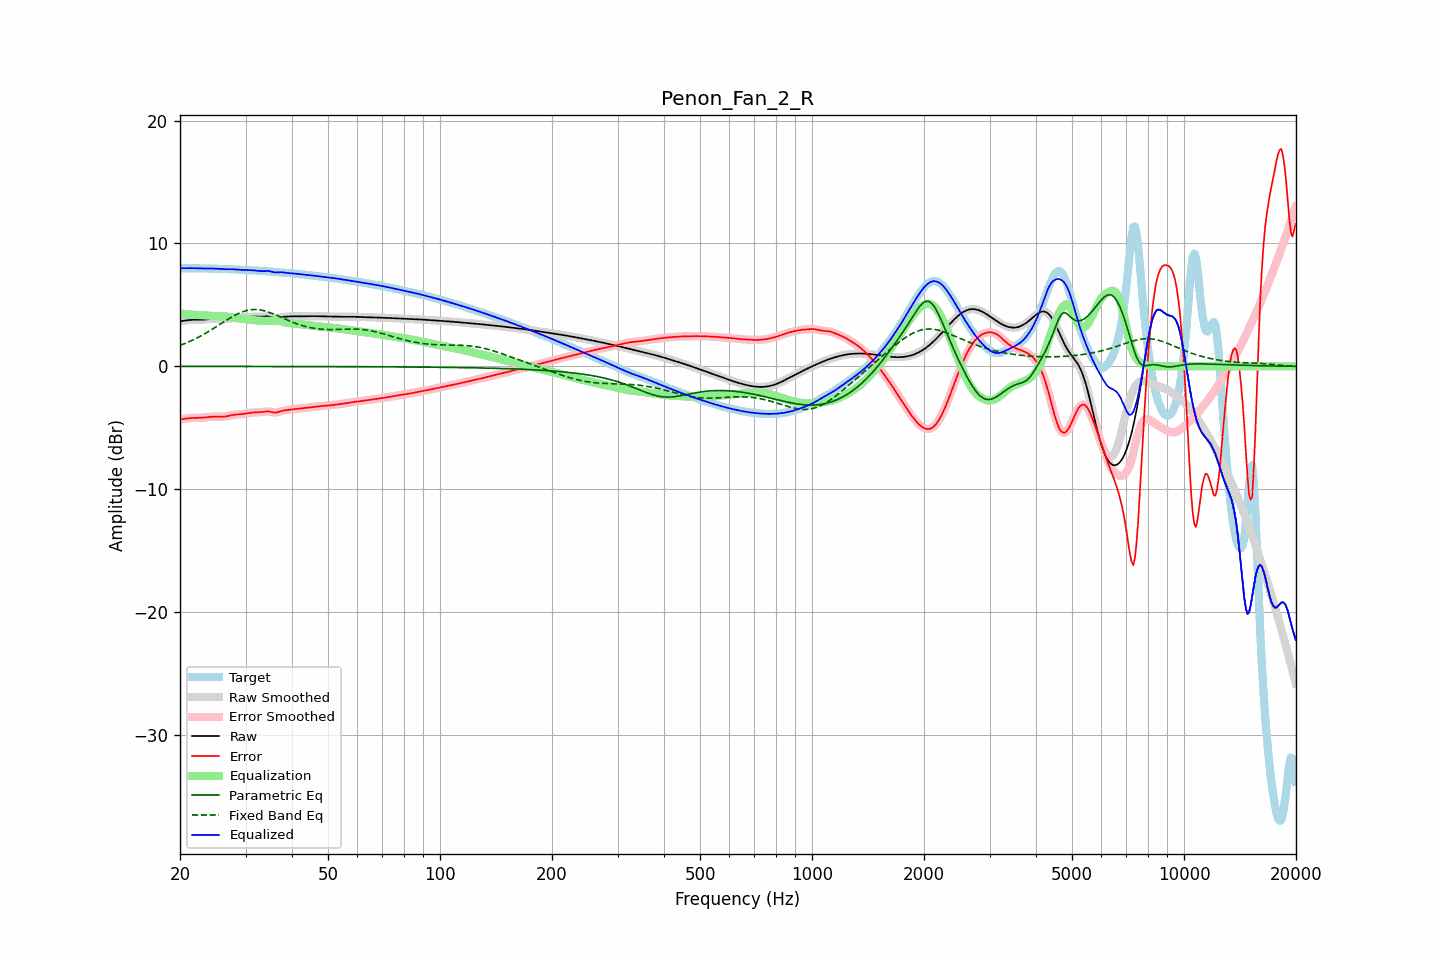 Penon_Fan_2_R
20
10
0
−10
−20
−30
Amplitude (dBr)
Target
Raw Smoothed
Error Smoothed
Raw
Error
Equalization
Parametric Eq
Fixed Band Eq
Equalized
20 50 100 200 500 1000 2000 5000 10000 20000
Frequency (Hz)